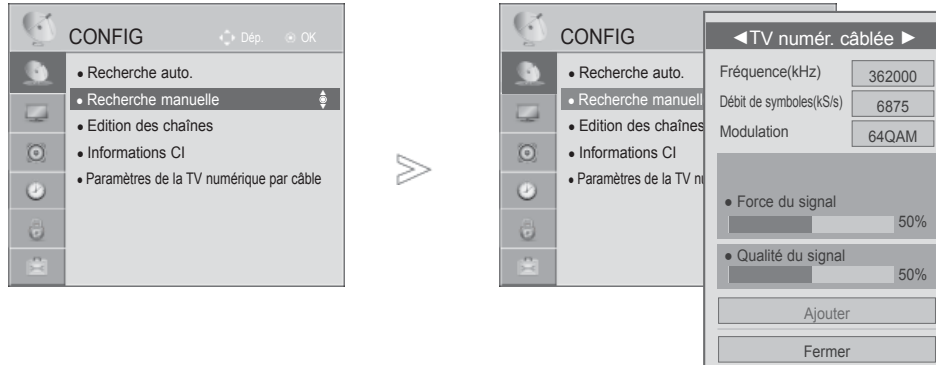 CONFIG
Dép. OK
• Recherche auto.
• Recherche manuelle
• Edition des chaînes
• Informations CI
• Paramètres de la TV numérique par câble
CONFIG
• Recherche auto.
• Recherche manuell
• Edition des chaînes
• Informations CI
• Paramètres de la TV nu
◄TV numér. câblée ►
Fréquence(kHz) 362000
Débit de symboles(kS/s) 6875
Modulation 64QAM
• Force du signal
50%
• Qualité du signal
50%
Ajouter
Fermer